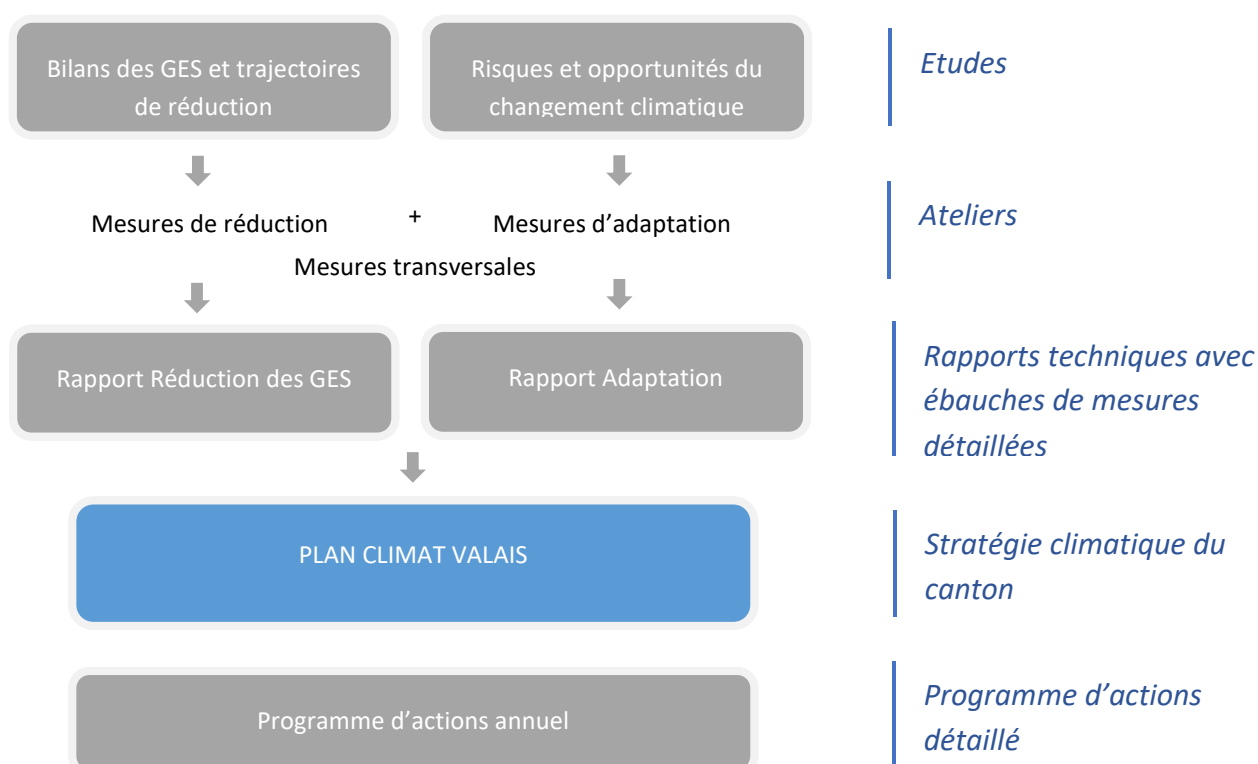 Bilans des GES et trajectoires
de réduction
Risques et opportunités du
changement climatique
Etudes
Mesures de réduction
+
Mesures d’adaptation
Mesures transversales
Ateliers
Rapport Réduction des GES
Rapport Adaptation
Rapports techniques avec
ébauches de mesures
détaillées
PLAN CLIMAT VALAIS
Stratégie climatique du
canton
Programme d’actions annuel
Programme d’actions
détaillé